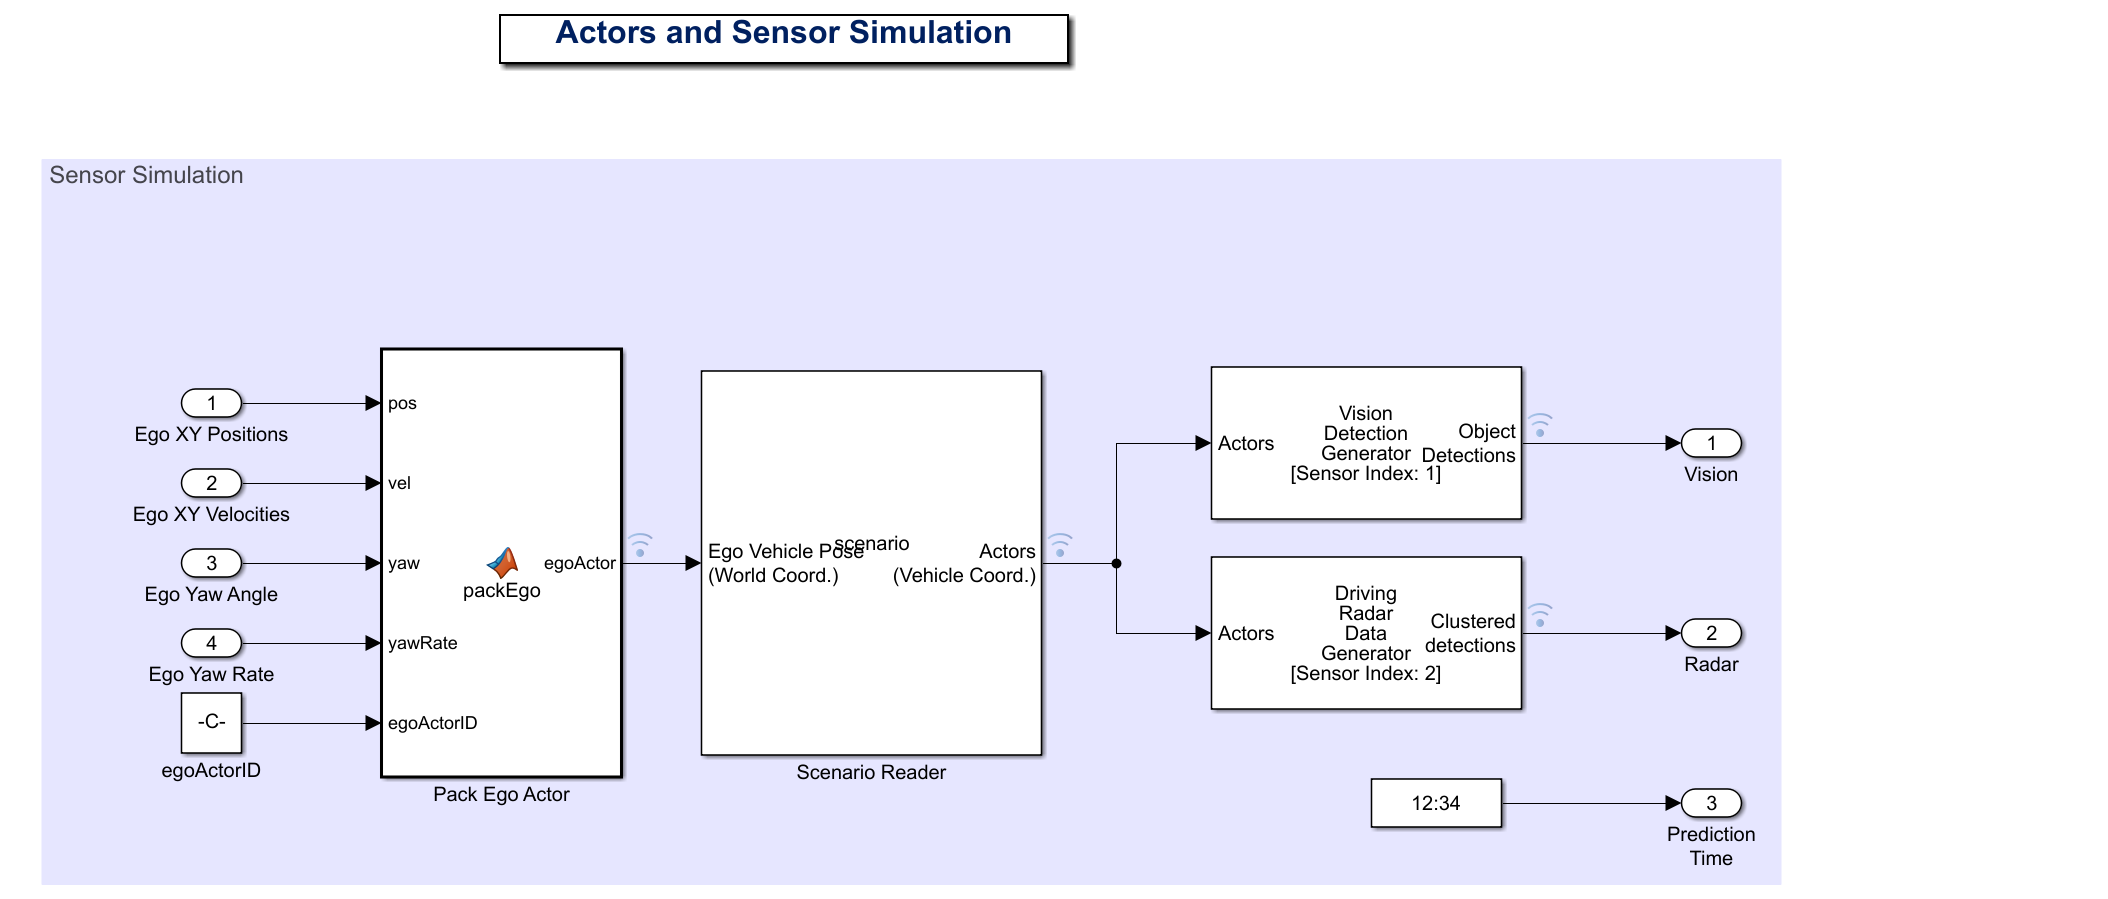 Actors and Sensor Simulation
Sensor Simulation
1
Ego XY Positions
2
Ego XY Velocities
3
Ego Yaw Angle
4
Ego Yaw Rate
-C-
egoActorID
pos
vel
yaw
yawRate
egoActorID
packEgo
egoActor
Pack Ego Actor
Ego Vehicle Pose
(World Coord.)
scenario
Actors
(Vehicle Coord.)
Scenario Reader
Actors
Vision
Detection
Generator
[Sensor Index: 1]
Object
Detections
1
Vision
Actors
Driving
Radar
Data
Generator
[Sensor Index: 2]
Clustered
detections
2
Radar
12:34
3
Prediction
Time